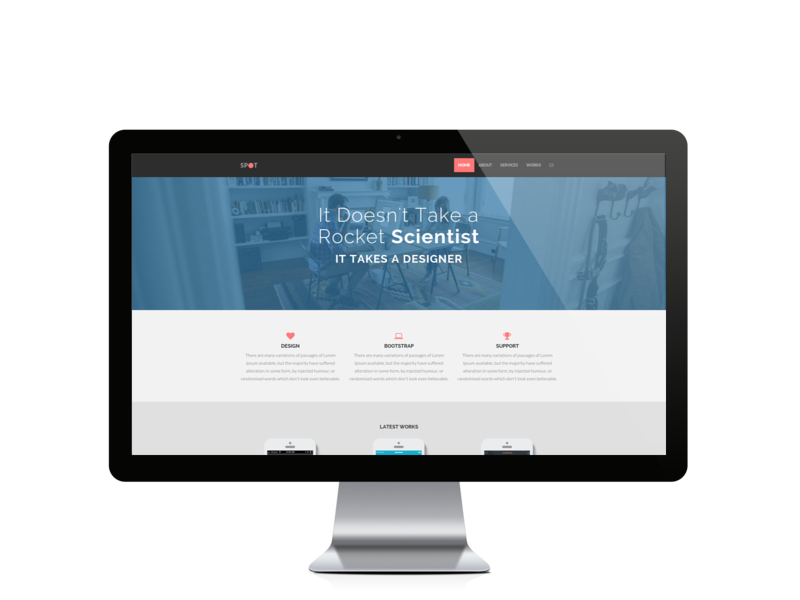 SPOT
HOME ABOUT SERVICES WORKS
It Doesn't Take a
Rocket Scientist
IT TAKES A DESIGNER
DESIGN BOOTSTRAP SUPPORT
There are many variations of passages of Lorem
Ipsum available, but the majority have suffered
alteration in some form, by injected humour, or
randomised words which don't look even believable.
There are many variations of passages of Lorem
Ipsum available, but the majority have suffered
alteration in some form, by injected humour, or
randomised words which don't look even believable.
There are many variations of passages of Lorem
Ipsum available, but the majority have suffered
alteration in some form, by injected humour, or
randomised words which don't look even believable.
LATEST WORKS